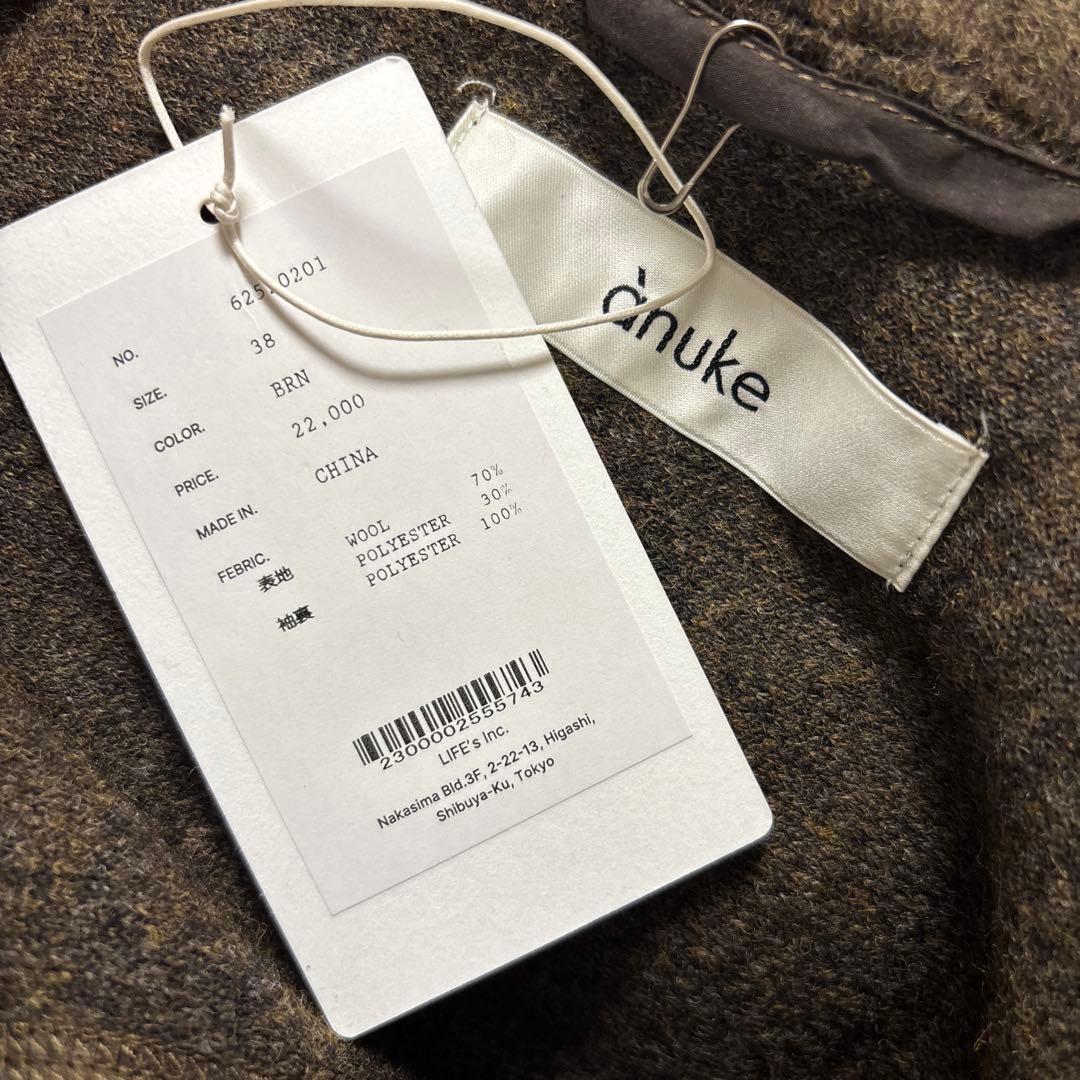 NO.
SIZE. 38
COLOR. BRN
PRICE. 22,000
MADE IN. CHINA
FEBRIC.
表地 WOOL 70%
POLYESTER 30%
袖裏 POLYESTER 100%
2300002555743
LIFE's Inc.
Nakasima Bld.3F, 2-22-13, Higashi,
Shibuya-Ku, Tokyo
ànuke